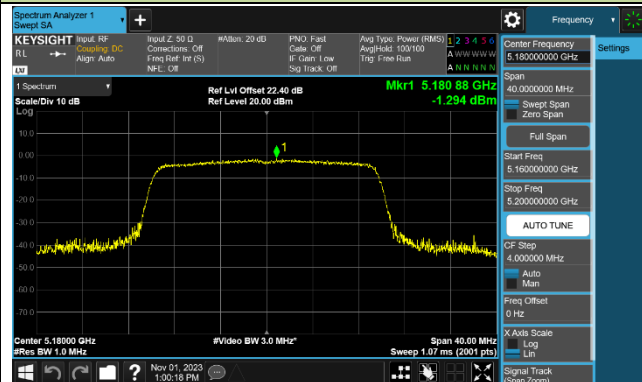 Spectrum Analyzer 1
Swept SA
Frequency
KEYSIGHT
Input: RF
Input Z: 50 Ω
#Atten: 20 dB
PNO: Fast
Avg Type: Power (RMS)
1 2 3 4 5 6
RL
Coupling: DC
Corrections: Off
Gate: Off
Avg|Hold: 100/100
A W W W W W
Align: Auto
Freq Ref: Int (S)
IF Gain: Low
Trig: Free Run
NFE: Off
Sig Track: Off
A N N N N N
LXI
1 Spectrum
Scale/Div 10 dB
Ref Lvl Offset 22.40 dB
Ref Level 20.00 dBm
Mkr1 5.180 88 GHz
-1.294 dBm
Log
10.0
0.00
-10.0
-20.0
-30.0
-40.0
-50.0
-60.0
-70.0
1
Center 5.18000 GHz
#Video BW 3.0 MHz*
Span 40.00 MHz
#Res BW 1.0 MHz
Sweep 1.07 ms (2001 pts)
Nov 01, 2023
1:00:18 PM
Center Frequency
5.180000000 GHz
Settings
Span
40.0000000 MHz
Swept Span
Zero Span
Full Span
Start Freq
5.160000000 GHz
Stop Freq
5.200000000 GHz
AUTO TUNE
CF Step
4.000000 MHz
Auto
Man
Freq Offset
0 Hz
X Axis Scale
Log
Lin
Signal Track
(Span Zoom)